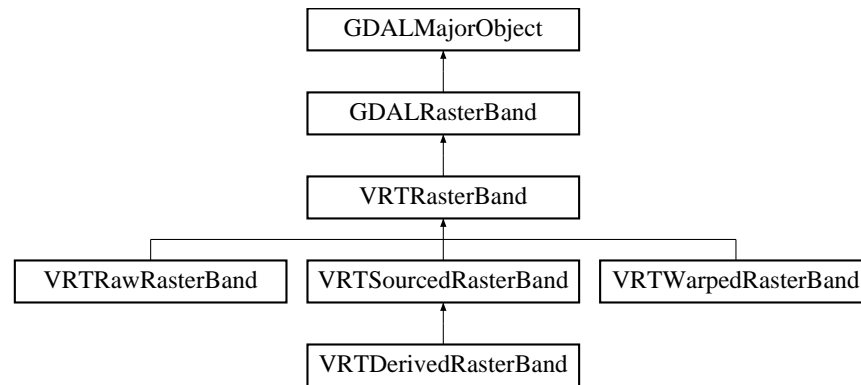 GDALMajorObject
GDALRasterBand
VRTRasterBand
VRTRawRasterBand
VRTSourcedRasterBand
VRTWarpedRasterBand
VRTDerivedRasterBand